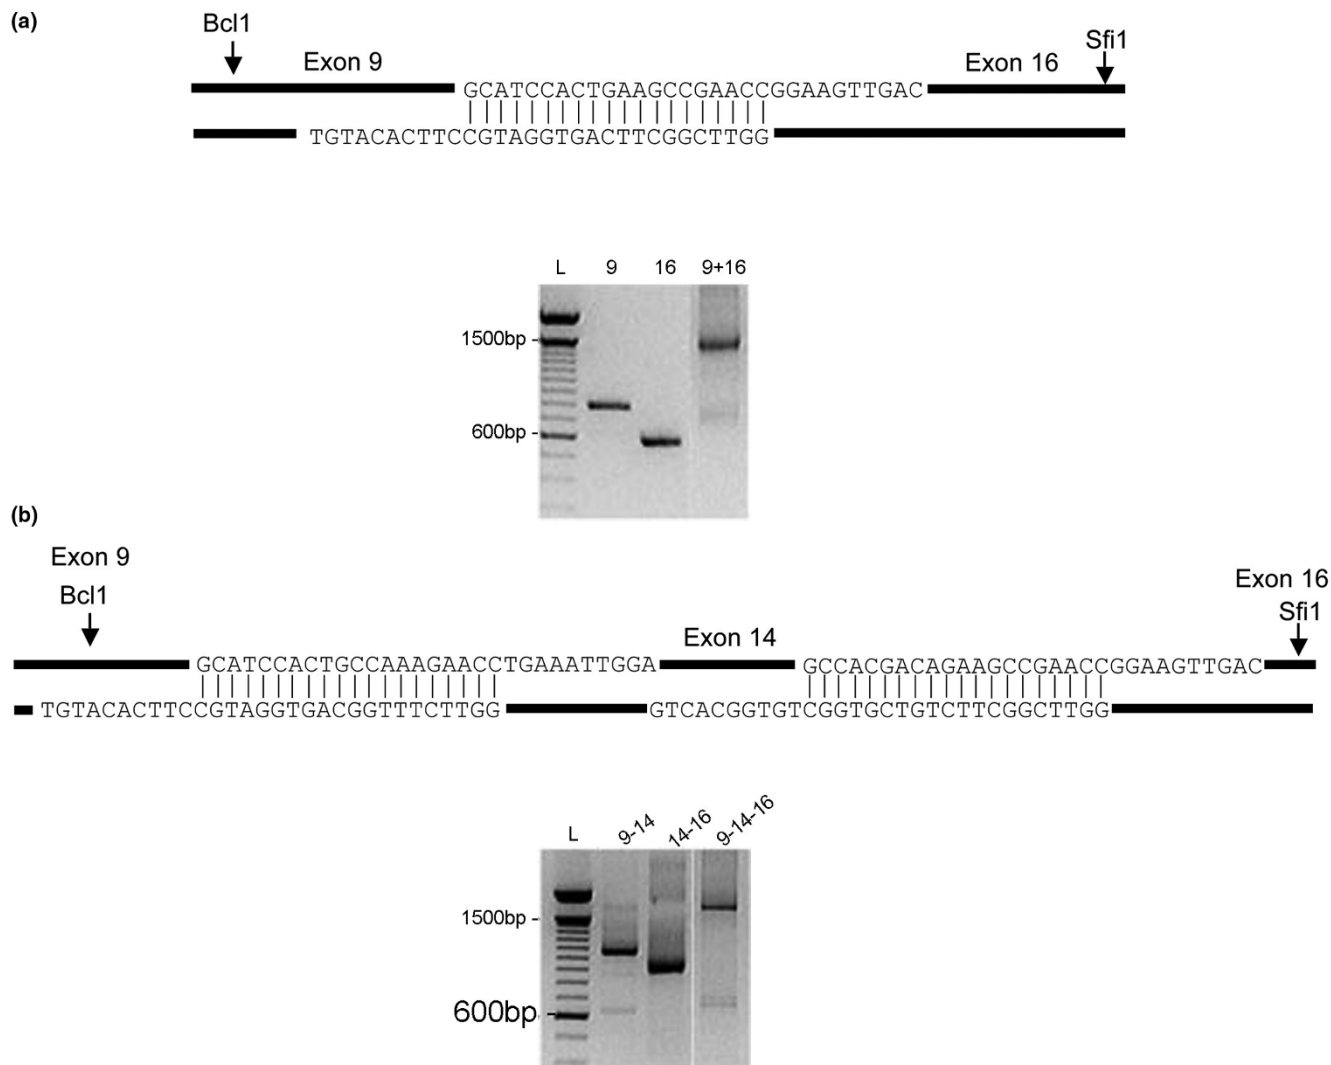 (a)
Bcl1
Sfi1
Exon 9
Exon 16
GCATCCACTGAAGCCGAACCGGAAGTTGAC
TGTACACTTCCGTAGGTGACTTCGGCTTGG
L 9 16 9+16
1500bp -
600bp -
(b)
Exon 9
Exon 16
Bcl1
Sfi1
Exon 14
GCATCCACTGCCAAAGAACCTGAAATTGGA
GCCACGACAGAAGCCGAACCGGAAGTTGAC
TGTACACTTCCGTAGGTGACGGTTTCTTGG
GTCACGGTGTCGGTGCTGTCTTCGGCTTGG
L 9-14 14-16 9-14-16
1500bp -
600bp -